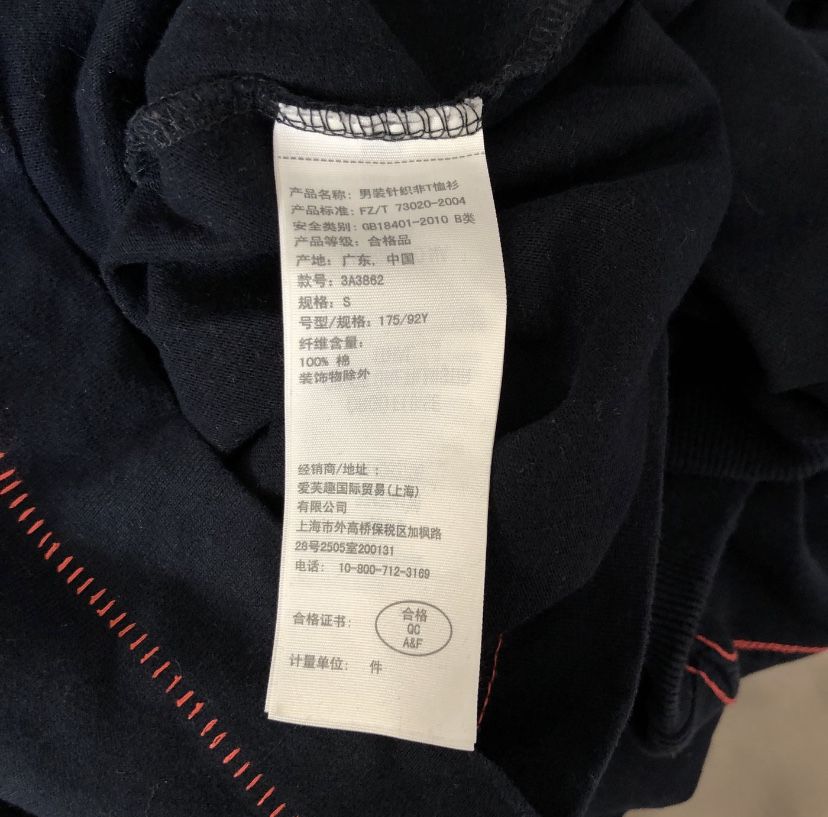 产品名称: 男装针织非T恤衫
产品标准: FZ/T 73020-2004
安全类别: GB18401-2010 B类
产品等级: 合格品
产地: 广东, 中国
款号: 3A3862
规格: S
号型/规格: 175/92Y
纤维含量:
100% 棉
装饰物除外
经销商/地址 :
爱芙趣国际贸易(上海)
有限公司
上海市外高桥保税区加枫路
26号2505室200131
电话: 10-800-712-3169
合格证书:
合格
QC
A&F
计量单位: 件